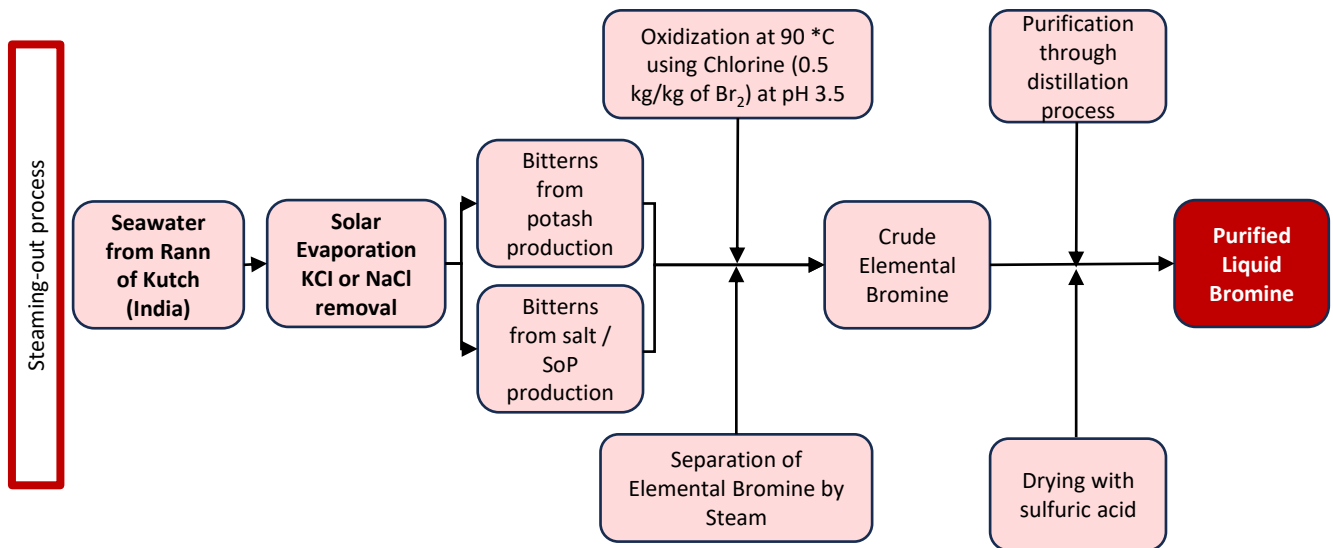 Steaming-out process
Seawater
from Rann
of Kutch
(India)
Solar
Evaporation
KCI or NaCl
removal
Bitterns
from
potash
production
Bitterns
from salt /
SoP
production
Oxidization at 90 *C
using Chlorine (0.5
kg/kg of Br₂) at pH 3.5
Separation of
Elemental Bromine by
Steam
Crude
Elemental
Bromine
Purification
through
distillation
process
Drying with
sulfuric acid
Purified
Liquid
Bromine